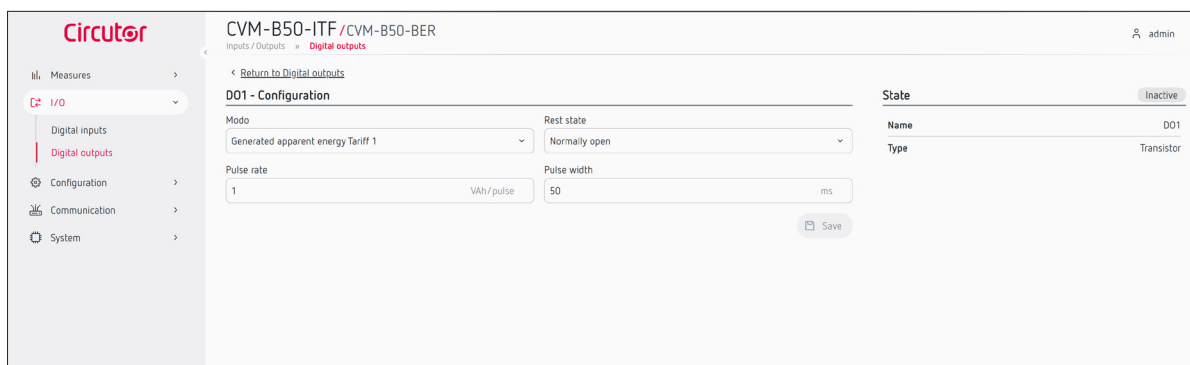 Circutor
CVM-B50-ITF/CVM-B50-BER
Inputs / Outputs » Digital outputs
admin
Measures
I/O
Digital inputs
Digital outputs
Configuration
Communication
System
< Return to Digital outputs
DO1 - Configuration
Modo
Generated apparent energy Tariff 1
Rest state
Normally open
Pulse rate
1 VAh/pulse
Pulse width
50 ms
Save
State Inactive
Name DO1
Type Transistor